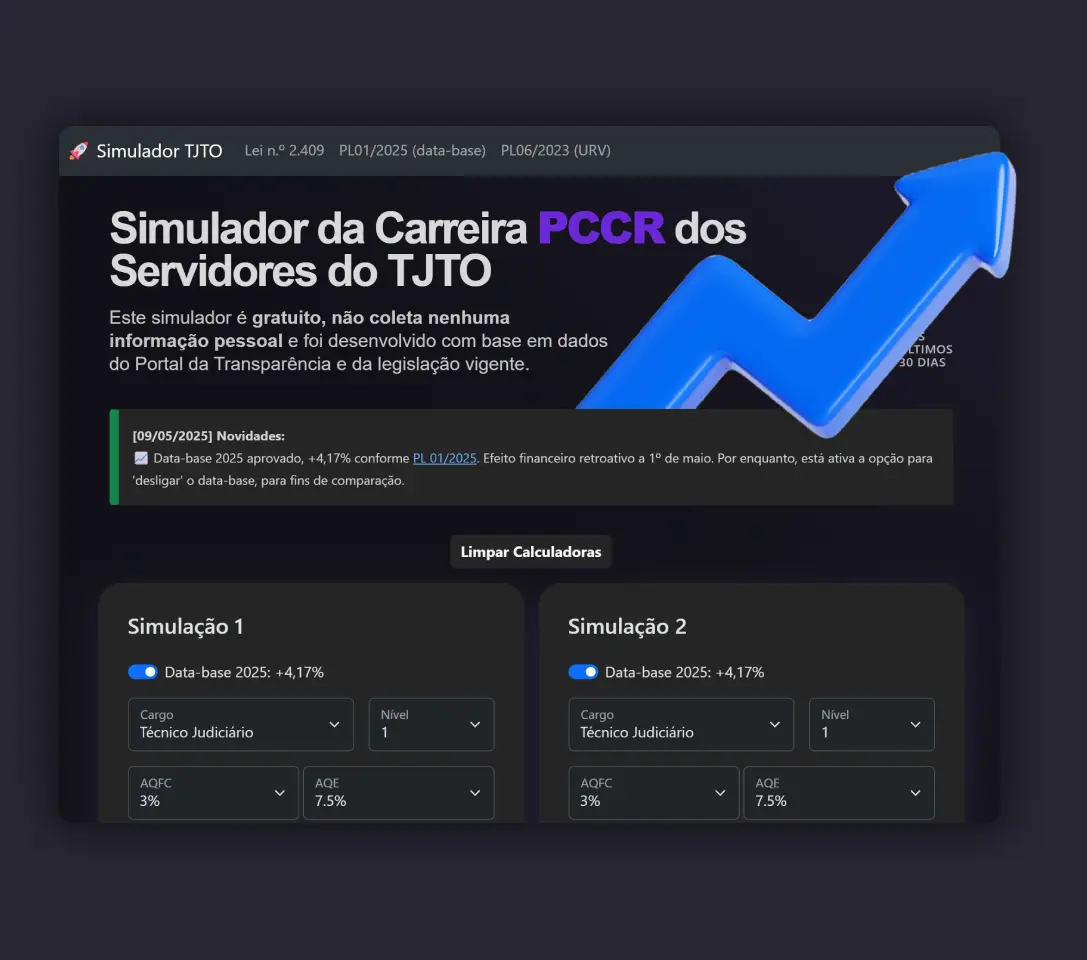 🚀 Simulador TJTO Lei n.º 2.409 PL01/2025 (data-base) PL06/2023 (URV)
Simulador da Carreira PCCR dos
Servidores do TJTO
Este simulador é gratuito, não coleta nenhuma
informação pessoal e foi desenvolvido com base em dados
do Portal da Transparência e da legislação vigente.
30 DIAS
[09/05/2025] Novidades:
📈 Data-base 2025 aprovado, +4,17% conforme PL 01/2025. Efeito financeiro retroativo a 1º de maio. Por enquanto, está ativa a opção para
'desligar' o data-base, para fins de comparação.
Limpar Calculadoras
Simulação 1
Data-base 2025: +4,17%
Cargo
Técnico Judiciário
Nível
1
AQFC
3%
AQE
7.5%
Simulação 2
Data-base 2025: +4,17%
Cargo
Técnico Judiciário
Nível
1
AQFC
3%
AQE
7.5%